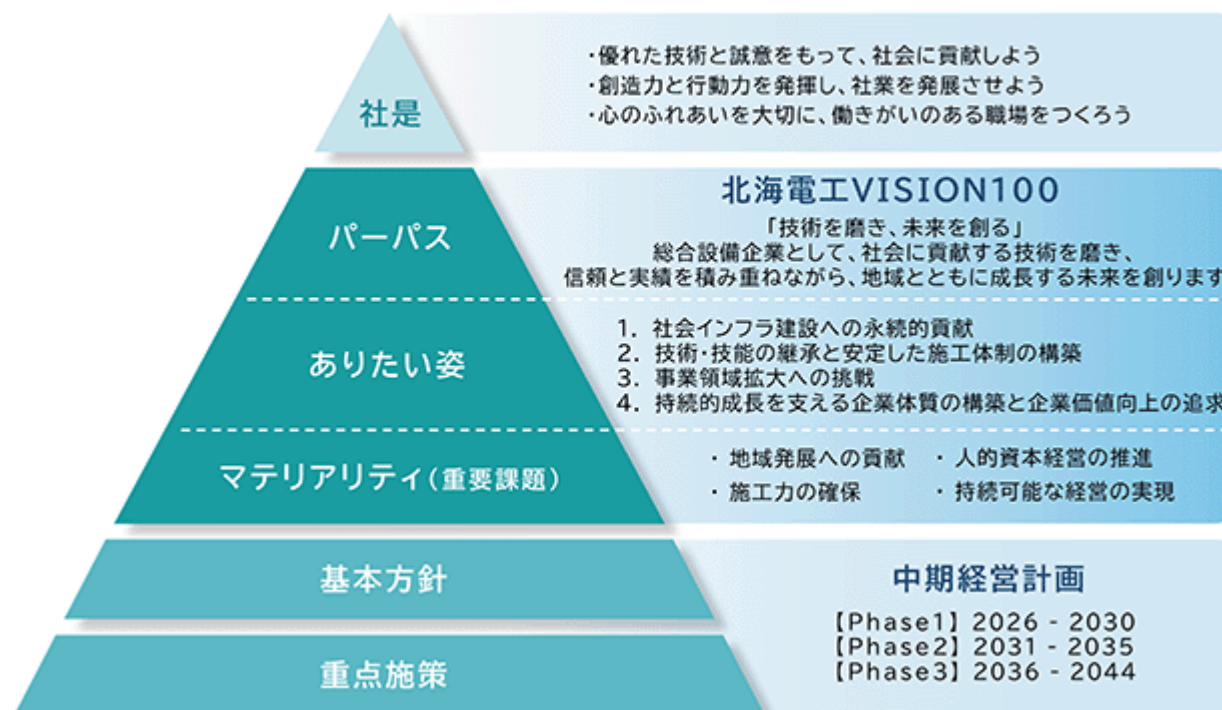 社是
・優れた技術と誠意をもって、社会に貢献しよう
・創造力と行動力を発揮し、社業を発展させよう
・心のふれあいを大切に、働きがいのある職場をつくろう
パーパス
北海電工VISION100
「技術を磨き、未来を創る」
総合設備企業として、社会に貢献する技術を磨き、
信頼と実績を積み重ねながら、地域とともに成長する未来を創ります
ありたい姿
1. 社会インフラ建設への永続的貢献
2. 技術・技能の継承と安定した施工体制の構築
3. 事業領域拡大への挑戦
4. 持続的成長を支える企業体質の構築と企業価値向上の追求
マテリアリティ(重要課題)
・ 地域発展への貢献 ・ 人的資本経営の推進
・ 施工力の確保 ・ 持続可能な経営の実現
基本方針
重点施策
中期経営計画
【Phase1】 2026 - 2030
【Phase2】 2031 - 2035
【Phase3】 2036 - 2044